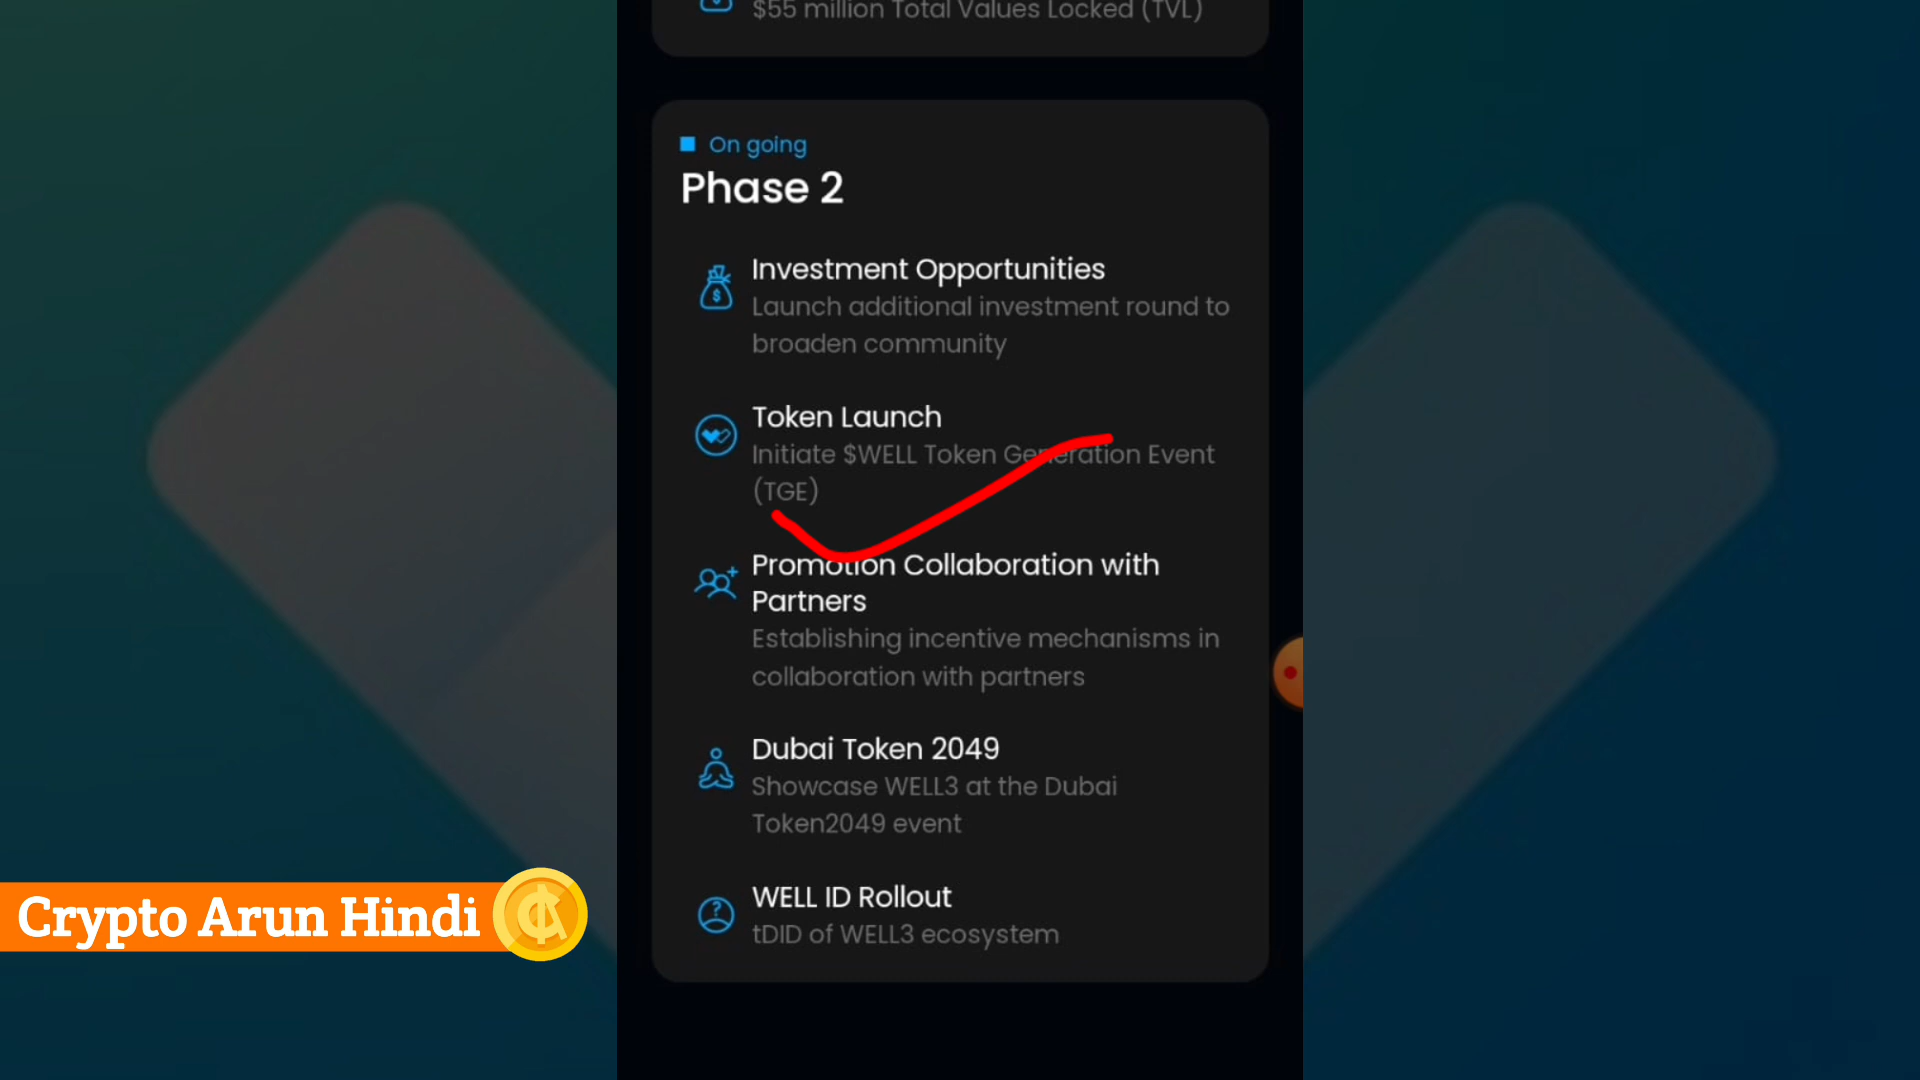 $55 million Total Values Locked (TVL)
On going
Phase 2
Investment Opportunities
Launch additional investment round to
broaden community
Token Launch
Initiate $WELL Token Generation Event
(TGE)
Promotion Collaboration with
Partners
Establishing incentive mechanisms in
collaboration with partners
Dubai Token 2049
Showcase WELL3 at the Dubai
Token2049 event
WELL ID Rollout
tDID of WELL3 ecosystem
Crypto Arun Hindi